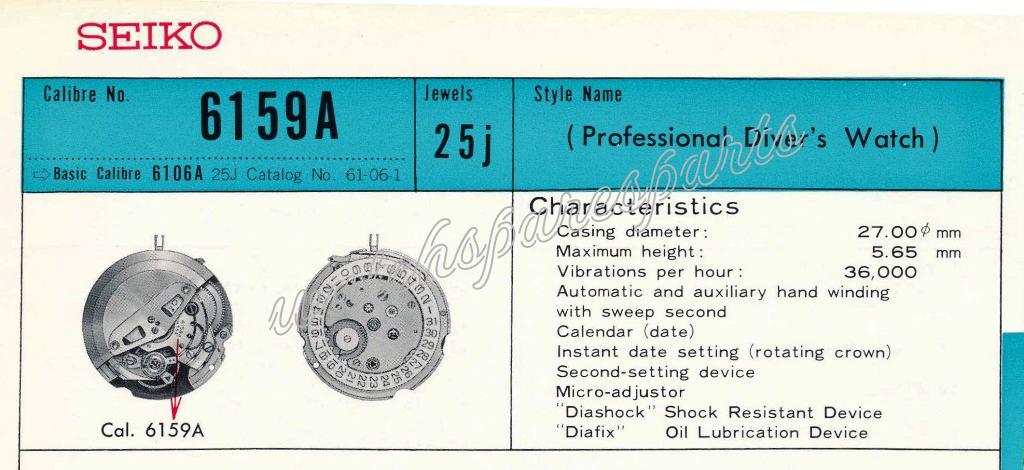 SEIKO
Calibre No.
6159A
⇨Basic Calibre 6106A 25J Catalog No. 61-06-1
Jewels
25j
Style Name
(Professional Diver's Watch)
Characteristics
Casing diameter: 27.00ϕ mm
Maximum height: 5.65 mm
Vibrations per hour: 36,000
Automatic and auxiliary hand winding
with sweep second
Calendar (date)
Instant date setting (rotating crown)
Second-setting device
Micro-adjustor
"Diashock" Shock Resistant Device
"Diafix" Oil Lubrication Device
Cal. 6159A